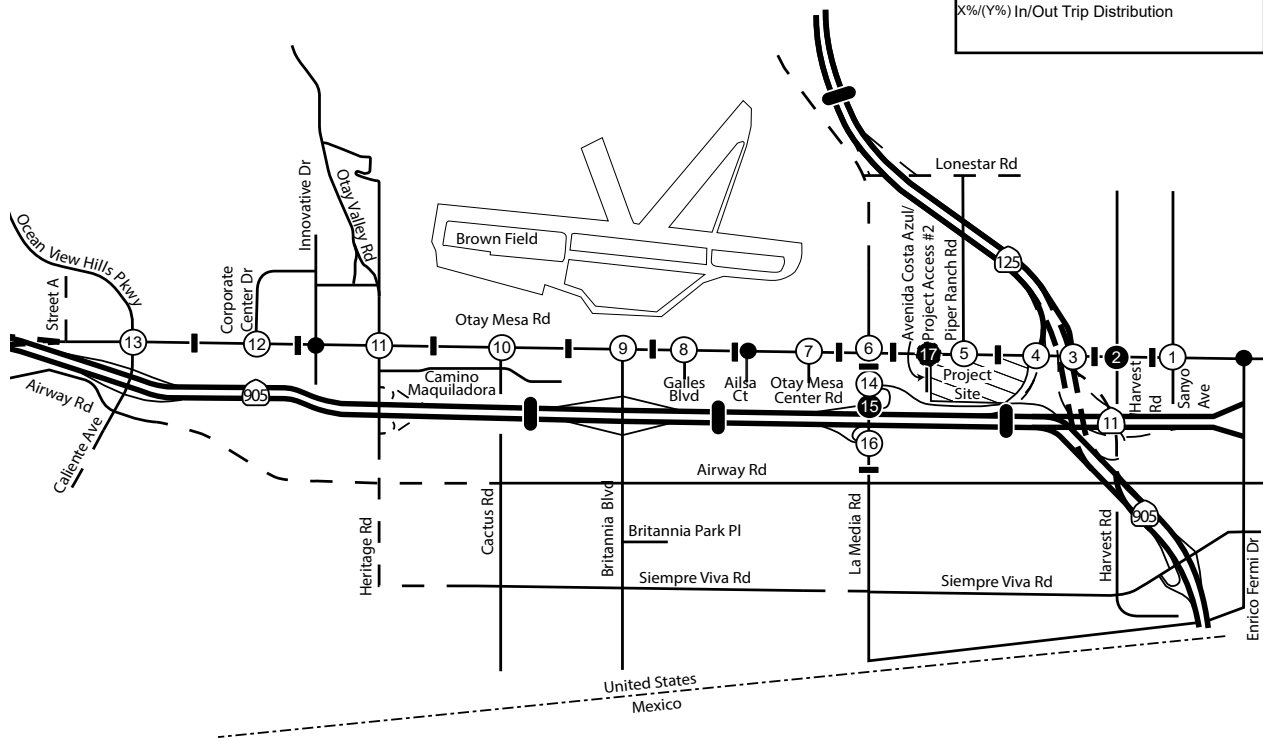 X%/(Y%) In/Out Trip Distribution
Lonestar Rd
Innovative Dr
Otay Valley Rd
Ocean View Hills Pkwy
Street A
Corporate
Center Dr
Brown Field
Avenida Costa Azul/
Project Access #2
Piper Ranch Rd
125
Otay Mesa Rd
13
12
11
10
9
8
7
6
17
5
4
3
2
1
Camino
Maquiladora
Galles
Blvd
Ailsa
Ct
Otay Mesa
Center Rd
14
15
16
Project
Site
Harvest
Rd
Sanyo
Ave
905
11
Airway Rd
Caliente Ave
Airway Rd
905
Heritage Rd
Cactus Rd
Britannia Blvd
Britannia Park Pl
La Media Rd
Harvest Rd
Siempre Viva Rd
Siempre Viva Rd
Enrico Fermi Dr
United States
Mexico